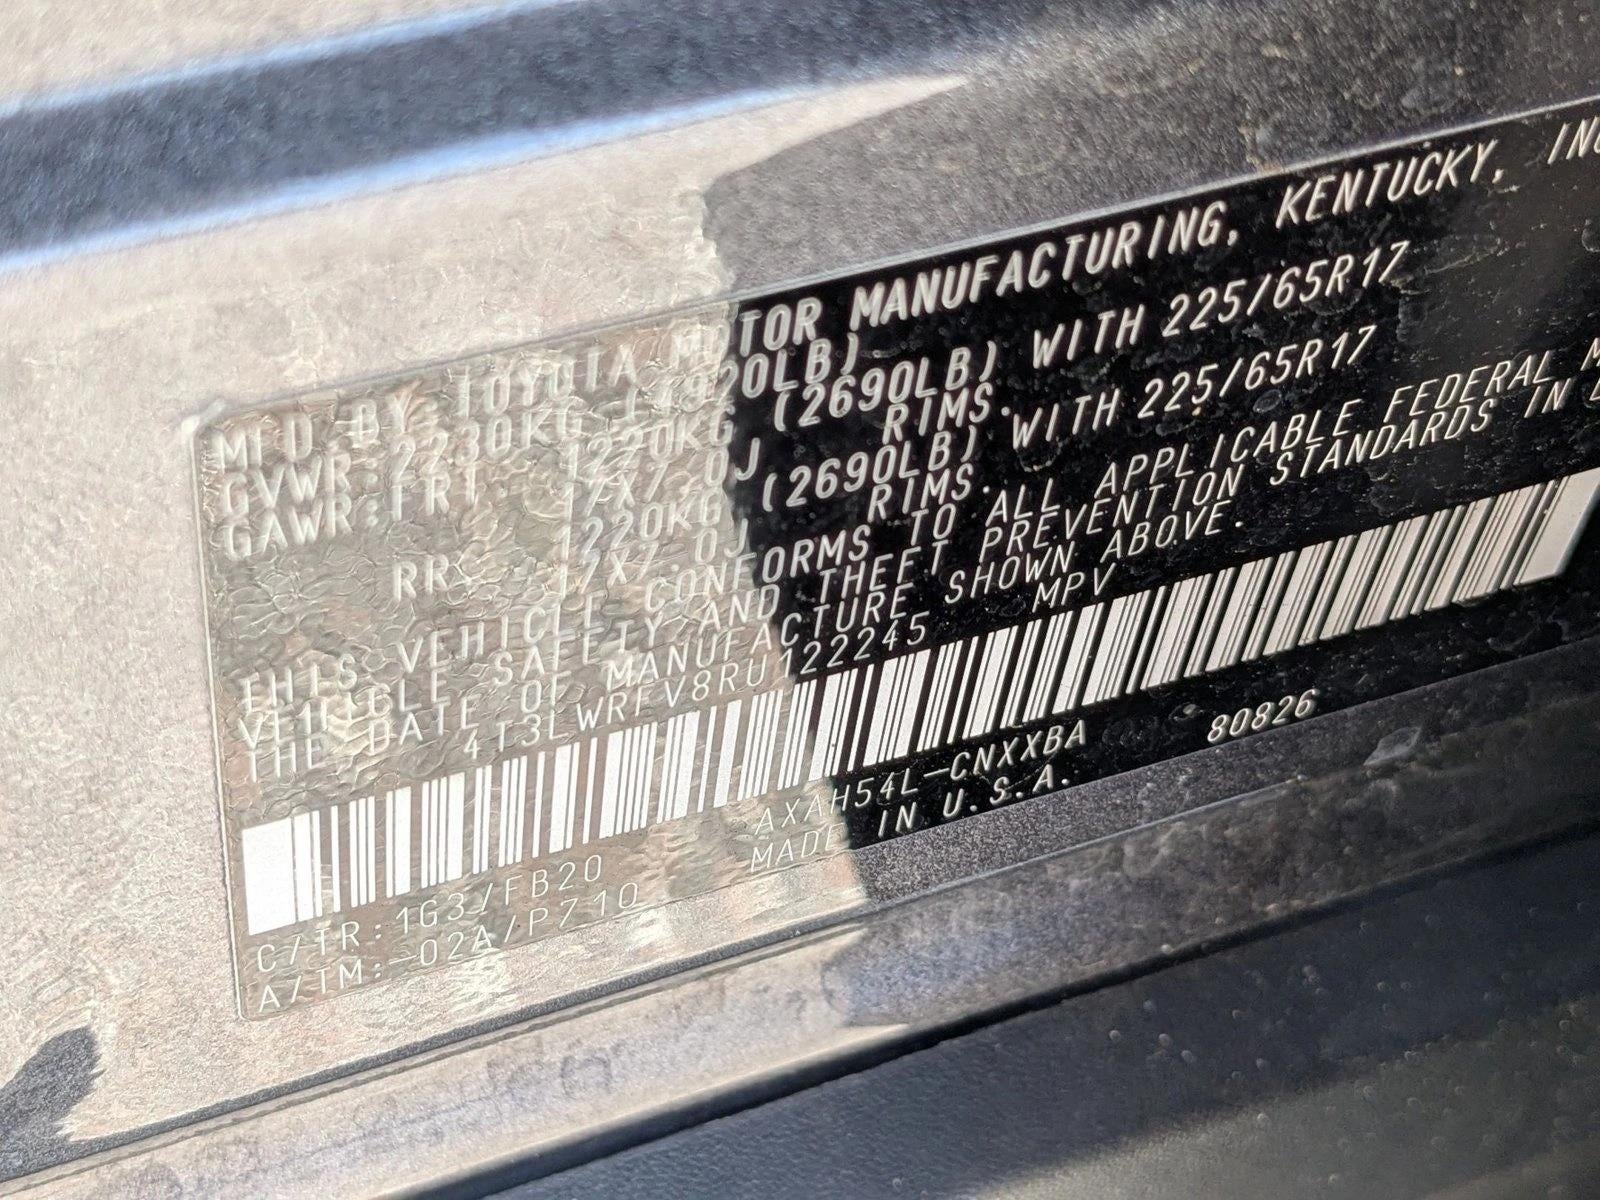 MFD. BY: TOYOTA MOTOR MANUFACTURING, KENTUCKY, INC
GVWR:2230KG (4920LB)
GAWR:FRT. 1220KG (2690LB) WITH 225/65R17
17X7.0J RIMS.
RR. 1220KG (2690LB) WITH 225/65R17
17X7.0J RIMS.
THIS VEHICLE CONFORMS TO ALL APPLICABLE FEDERAL M
VEHICLE SAFETY AND THEFT PREVENTION STANDARDS IN
THE DATE OF MANUFACTURE SHOWN ABOVE.
4T3LWRFV8RU122245 MPV
C/TR:1G3/FB20 AXAH54L-CNXXBA 80826
A/TM:-02A/P710 MADE IN U.S.A.